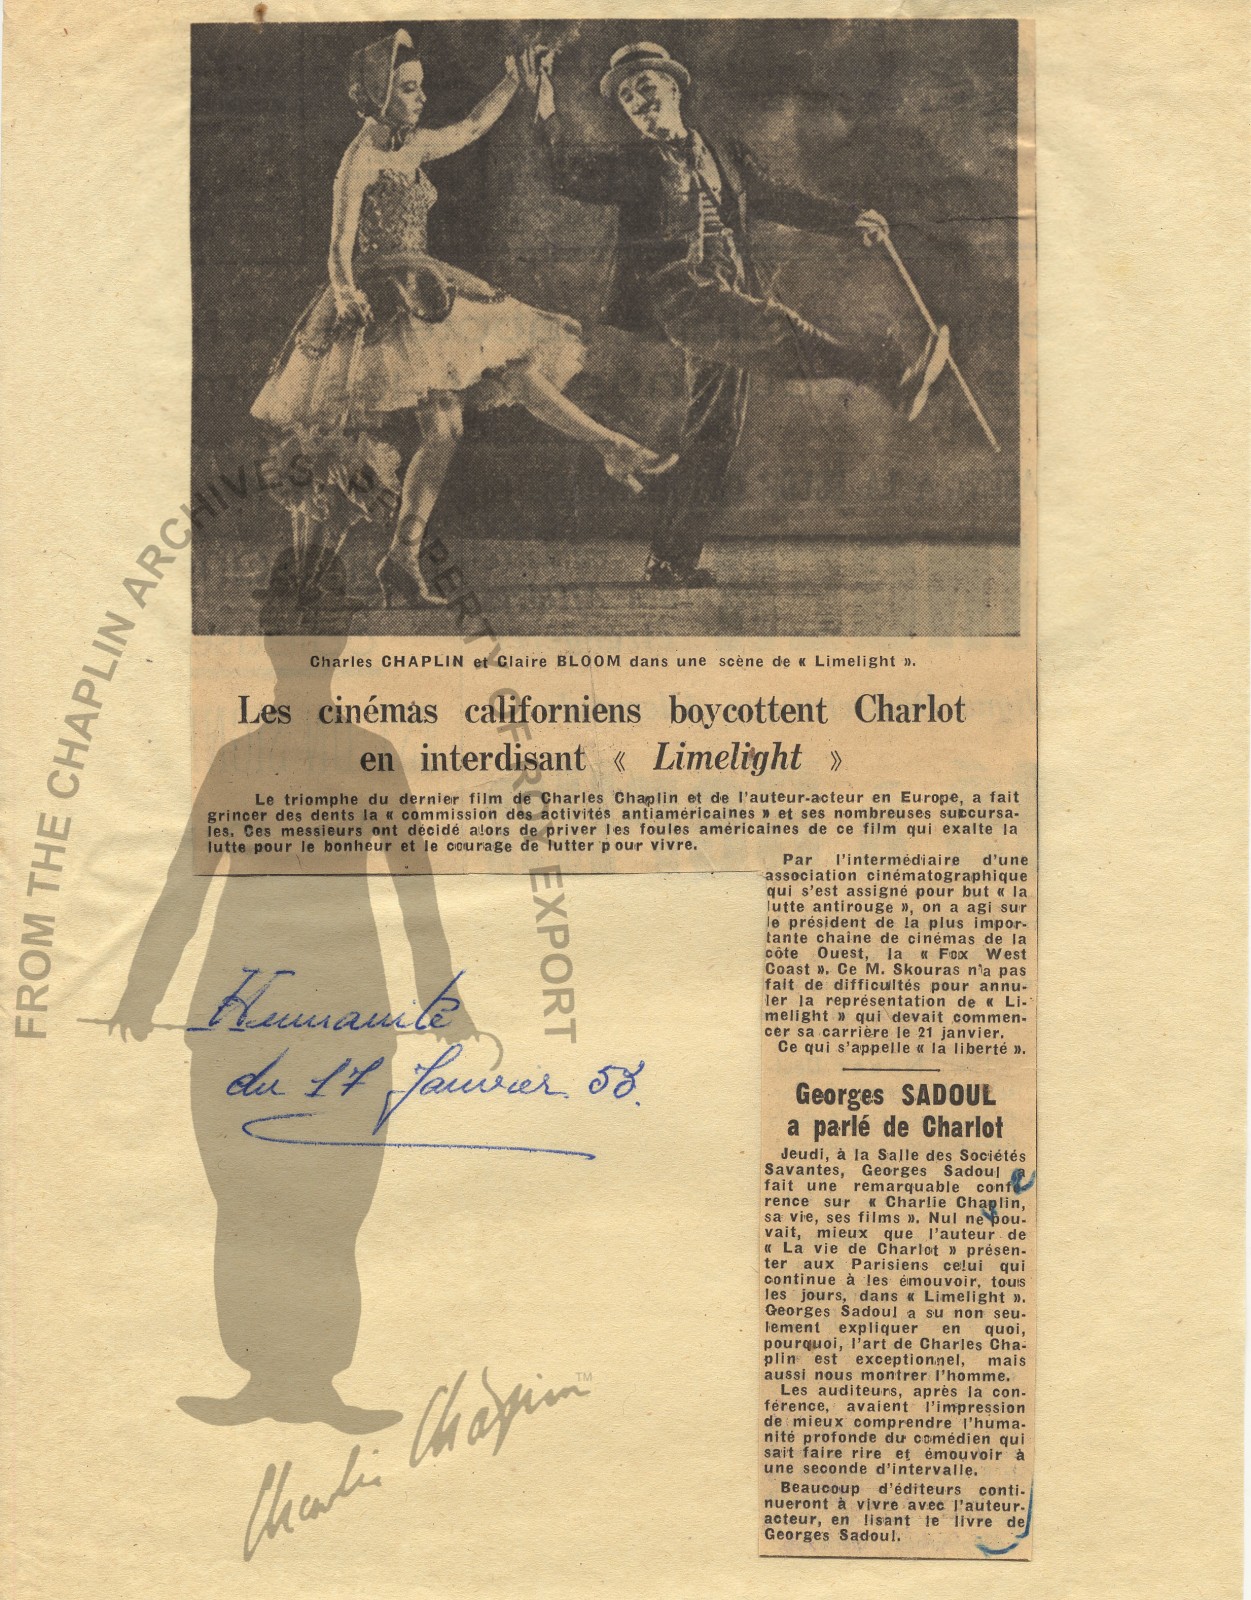 Charles CHAPLIN et Claire BLOOM dans une scène de « Limelight ».
Les cinémas californiens boycottent Charlot
en interdisant « Limelight »
Le triomphe du dernier film de Charles Chaplin et de l'auteur-acteur en Europe, a fait
grincer des dents la « commission des activités antiaméricaines » et ses nombreuses succursa-
les. Ces messieurs ont décidé alors de priver les foules américaines de ce film qui exalte la
lutte pour le bonheur et le courage de lutter pour vivre.
Par l'intermédiaire d'une
association cinématographique
qui s'est assigné pour but « la
lutte antirouge », on a agi sur
le président de la plus impor-
tante chaîne de cinémas de la
côte Ouest, la « Fox West
Coast ». Ce M. Skouras n'a pas
fait de difficultés pour annu-
ler la représentation de « Li-
melight » qui devait commen-
cer sa carrière le 21 janvier.
Ce qui s'appelle « la liberté ».
Georges SADOUL
a parlé de Charlot
Jeudi, à la Salle des Sociétés
Savantes, Georges Sadoul a
fait une remarquable confé-
rence sur « Charlie Chaplin,
sa vie, ses films ». Nul ne pou-
vait, mieux que l'auteur de
« La vie de Charlot » présen-
ter aux Parisiens celui qui
continue à les émouvoir, tous
les jours, dans « Limelight ».
Georges Sadoul a su non seu-
lement expliquer en quoi,
pourquoi, l'art de Charles Cha-
plin est exceptionnel, mais
aussi nous montrer l'homme.
Les auditeurs, après la con-
férence, avaient l'impression
de mieux comprendre l'huma-
nité profonde du comédien qui
sait faire rire et émouvoir à
une seconde d'intervalle.
Beaucoup d'éditeurs conti-
nueront à vivre avec l'auteur-
acteur, en lisant le livre de
Georges Sadoul.
Humanité
du 17 Janvier 53.
FROM THE CHAPLIN ARCHIVES, PROPERTY OF ROY EXPORT
Charlie Chaplin™